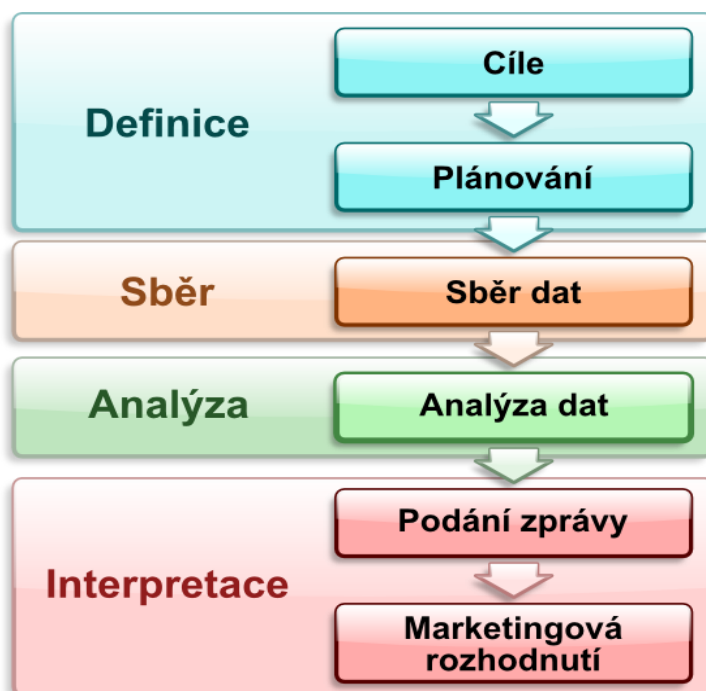 Definice
Cíle
Plánování
Sběr
Sběr dat
Analýza
Analýza dat
Interpretace
Podání zprávy
Marketingová
rozhodnutí